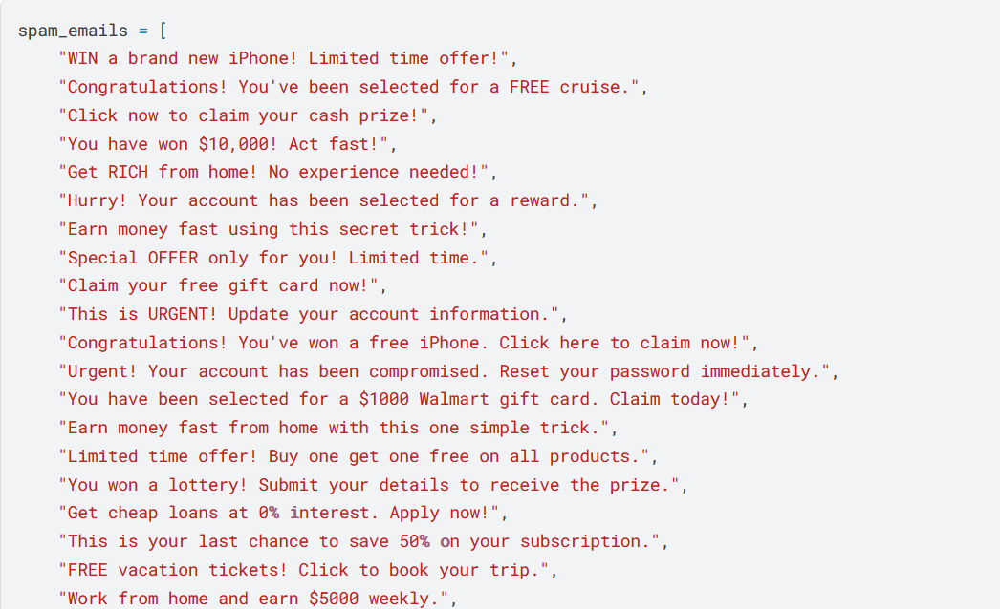 spam_emails = [
    "WIN a brand new iPhone! Limited time offer!",
    "Congratulations! You've been selected for a FREE cruise.",
    "Click now to claim your cash prize!",
    "You have won $10,000! Act fast!",
    "Get RICH from home! No experience needed!",
    "Hurry! Your account has been selected for a reward.",
    "Earn money fast using this secret trick!",
    "Special OFFER only for you! Limited time.",
    "Claim your free gift card now!",
    "This is URGENT! Update your account information.",
    "Congratulations! You've won a free iPhone. Click here to claim now!",
    "Urgent! Your account has been compromised. Reset your password immediately.",
    "You have been selected for a $1000 Walmart gift card. Claim today!",
    "Earn money fast from home with this one simple trick.",
    "Limited time offer! Buy one get one free on all products.",
    "You won a lottery! Submit your details to receive the prize.",
    "Get cheap loans at 0% interest. Apply now!",
    "This is your last chance to save 50% on your subscription.",
    "FREE vacation tickets! Click to book your trip.",
    "Work from home and earn $5000 weekly.",